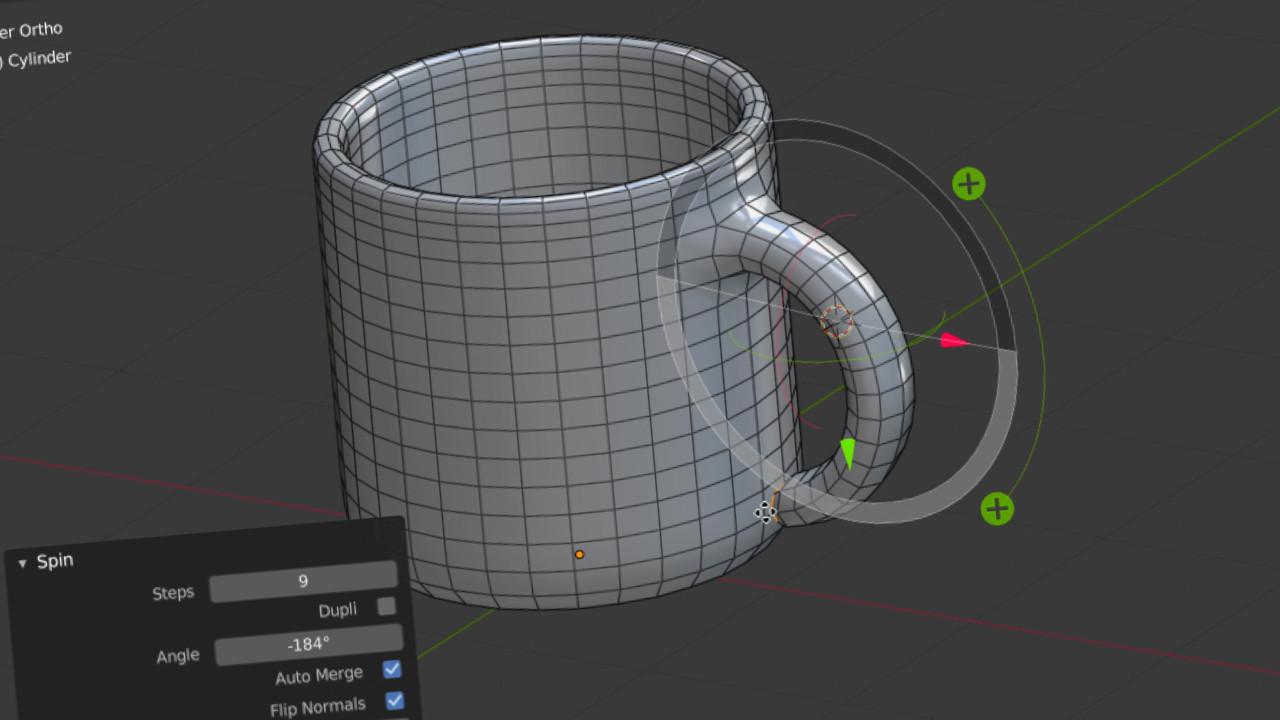 er Ortho
) Cylinder
Spin
Steps 9
Dupli
Angle -184°
Auto Merge
Flip Normals